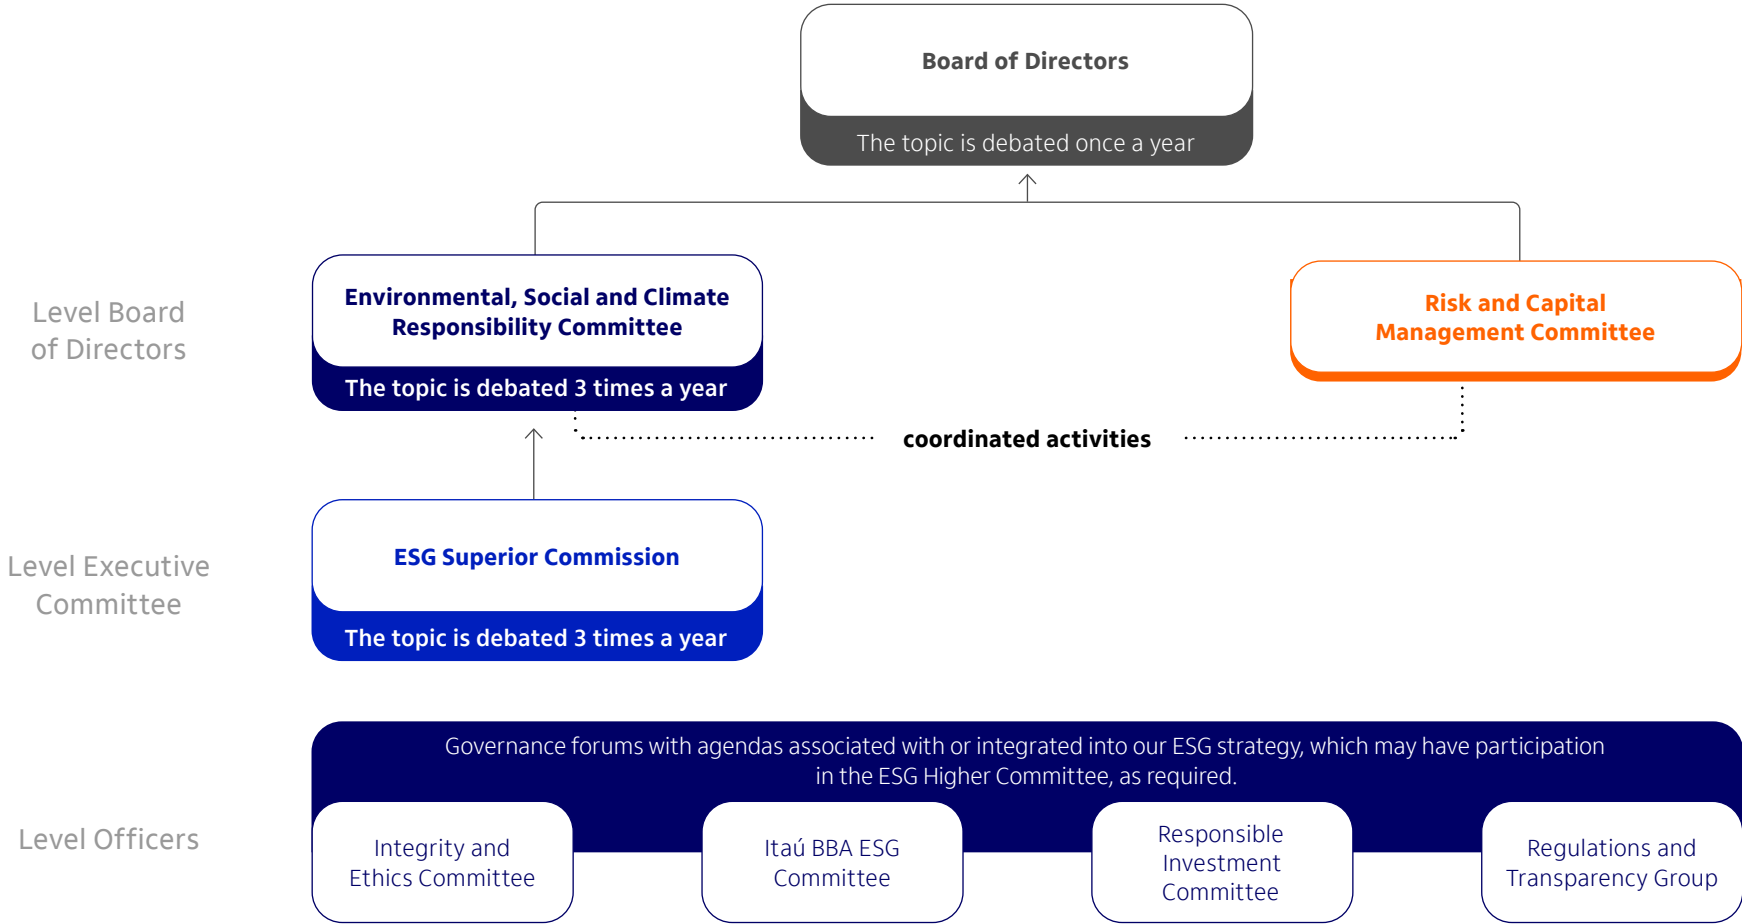 Board of Directors
The topic is debated once a year
Level Board
of Directors
Environmental, Social and Climate
Responsibility Committee
The topic is debated 3 times a year
Risk and Capital
Management Committee
coordinated activities
Level Executive
Committee
ESG Superior Commission
The topic is debated 3 times a year
Level Officers
Governance forums with agendas associated with or integrated into our ESG strategy, which may have participation
in the ESG Higher Committee, as required.
Integrity and
Ethics Committee
Itaú BBA ESG
Committee
Responsible
Investment
Committee
Regulations and
Transparency Group